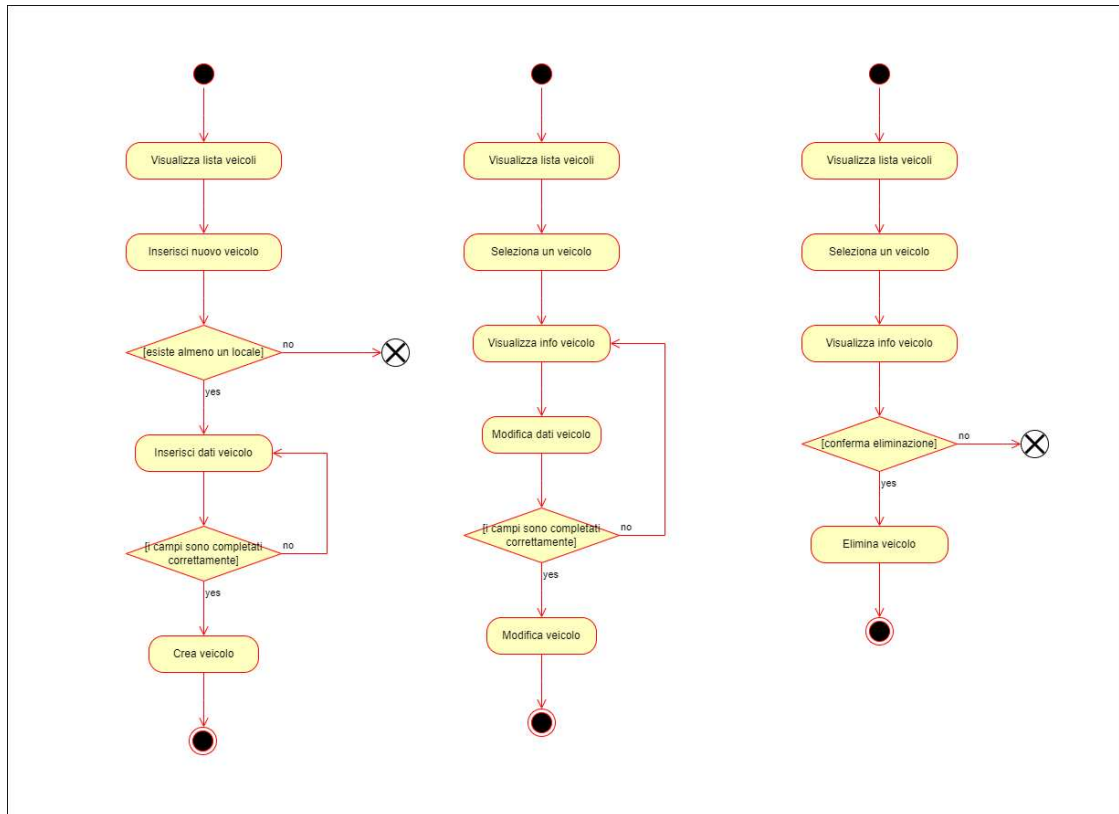 Visualizza lista veicoli
Inserisci nuovo veicolo
[esiste almeno un locale]
no
yes
Inserisci dati veicolo
[i campi sono completati
correttamente]
no
yes
Crea veicolo
Visualizza lista veicoli
Seleziona un veicolo
Visualizza info veicolo
Modifica dati veicolo
[i campi sono completati
correttamente]
no
yes
Modifica veicolo
Visualizza lista veicoli
Seleziona un veicolo
Visualizza info veicolo
[conferma eliminazione]
no
yes
Elimina veicolo